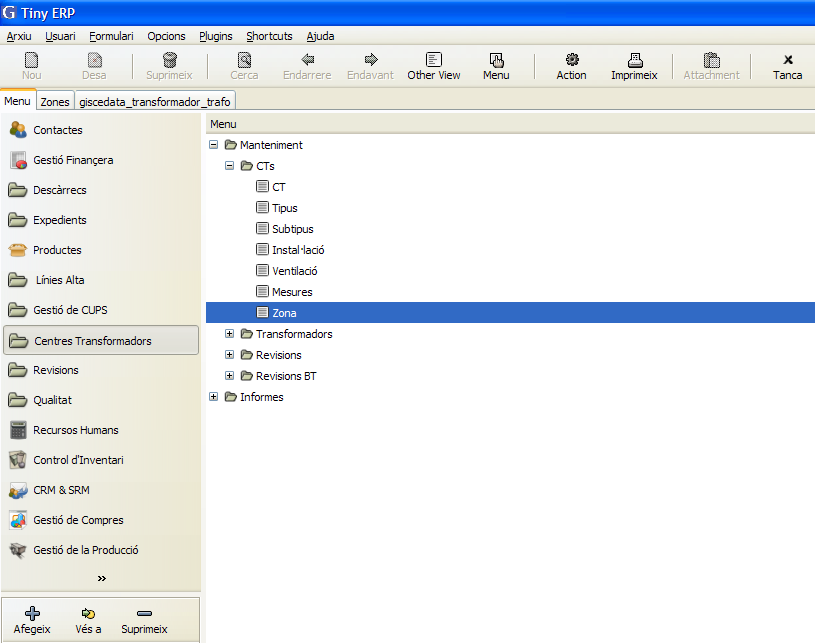 G Tiny ERP
Arxiu Usuari Formulari Opcions Plugins Shortcuts Ajuda
Nou Desa Suprimeix Cerca Endarrere Endavant Other View Menu Action Imprimeix Attachment Tanca
Menu Zones giscedata_transformador_trafo
Contactes
Gestió Finançera
Descàrrecs
Expedients
Productes
Línies Alta
Gestió de CUPS
Centres Transformadors
Revisions
Qualitat
Recursos Humans
Control d'Inventari
CRM & SRM
Gestió de Compres
Gestió de la Producció
»
Afegeix Vés a Suprimeix
Menu
Manteniment
CTs
CT
Tipus
Subtipus
Instal·lació
Ventilació
Mesures
Zona
Transformadors
Revisions
Revisions BT
Informes